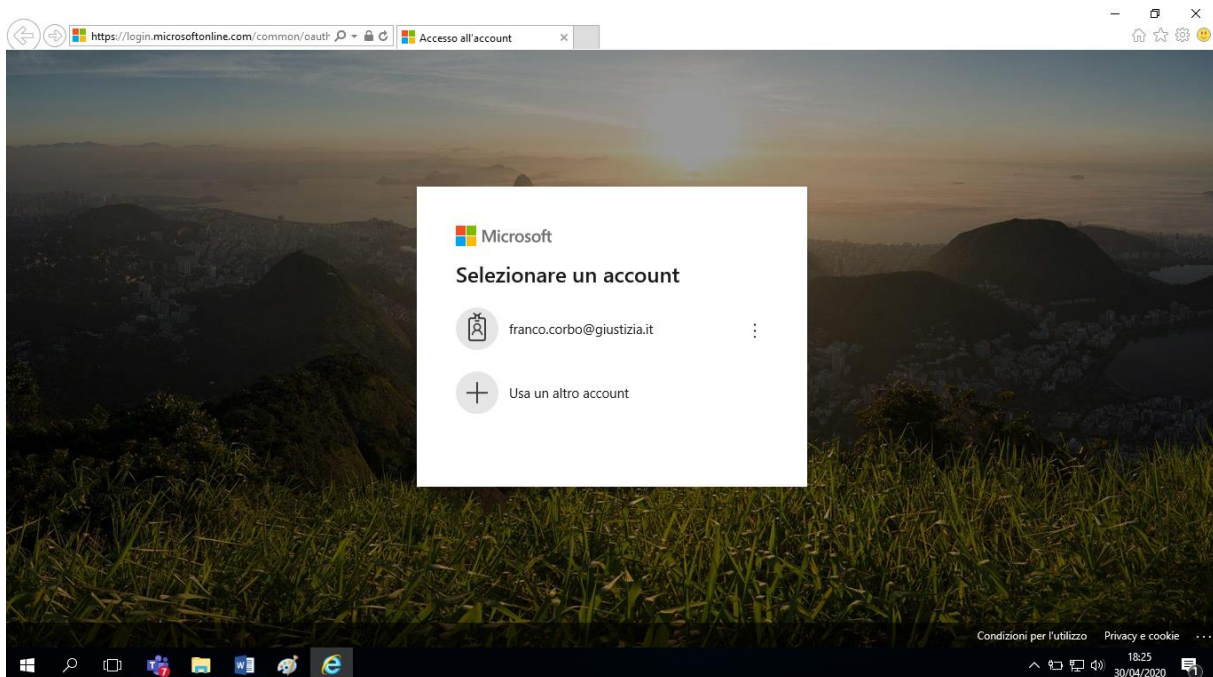 https://login.microsoftonline.com/common/oauth
Accesso all'account
Microsoft
Selezionare un account
franco.corbo@giustizia.it
Usa un altro account
Condizioni per l'utilizzo Privacy e cookie ...
18:25
30/04/2020